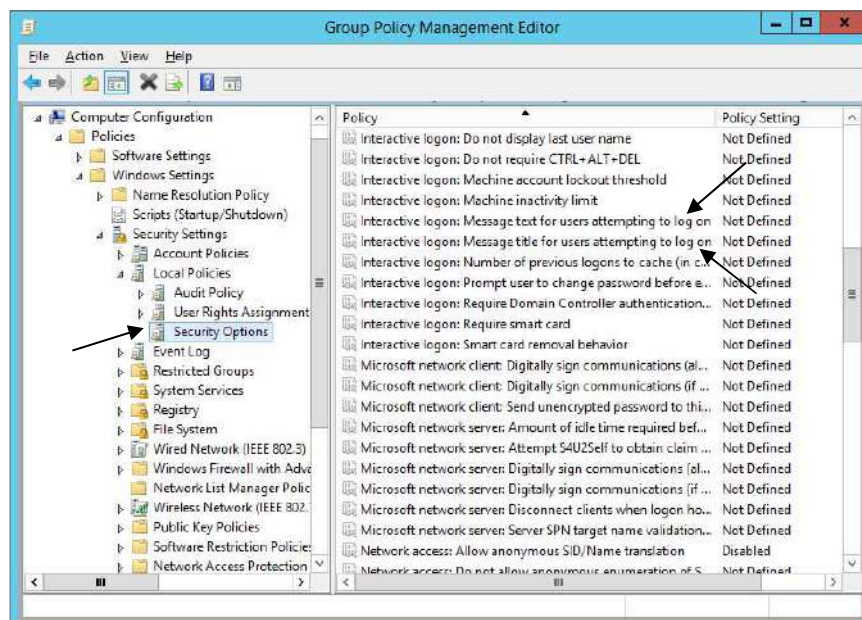 Group Policy Management Editor
File Action View Help
Computer Configuration
Policies
Software Settings
Windows Settings
Name Resolution Policy
Scripts (Startup/Shutdown)
Security Settings
Account Policies
Local Policies
Audit Policy
User Rights Assignment
Security Options
Event Log
Restricted Groups
System Services
Registry
File System
Wired Network (IEEE 802.3)
Windows Firewall with Adva
Network List Manager Polic
Wireless Network (IEEE 802.
Public Key Policies
Software Restriction Policie
Network Access Protection
Policy Policy Setting
Interactive logon: Do not display last user name Not Defined
Interactive logon: Do not require CTRL+ALT+DEL Not Defined
Interactive logon: Machine account lockout threshold Not Defined
Interactive logon: Machine inactivity limit Not Defined
Interactive logon: Message text for users attempting to log on Not Defined
Interactive logon: Message title for users attempting to log on Not Defined
Interactive logon: Number of previous logons to cache (in c... Not Defined
Interactive logon: Prompt user to change password before e... Not Defined
Interactive logon: Require Domain Controller authentication... Not Defined
Interactive logon: Require smart card Not Defined
Interactive logon: Smart card removal behavior Not Defined
Microsoft network client: Digitally sign communications (al... Not Defined
Microsoft network client: Digitally sign communications (if ... Not Defined
Microsoft network client: Send unencrypted password to thi... Not Defined
Microsoft network server: Amount of idle time required bef... Not Defined
Microsoft network server: Attempt S4U2Self to obtain claim ... Not Defined
Microsoft network server: Digitally sign communications (al... Not Defined
Microsoft network server: Digitally sign communications (if ... Not Defined
Microsoft network server: Disconnect clients when logon ho... Not Defined
Microsoft network server: Server SPN target name validation... Not Defined
Network access: Allow anonymous SID/Name translation Disabled
Network access: Do not allow anonymous enumeration of S... Not Defined